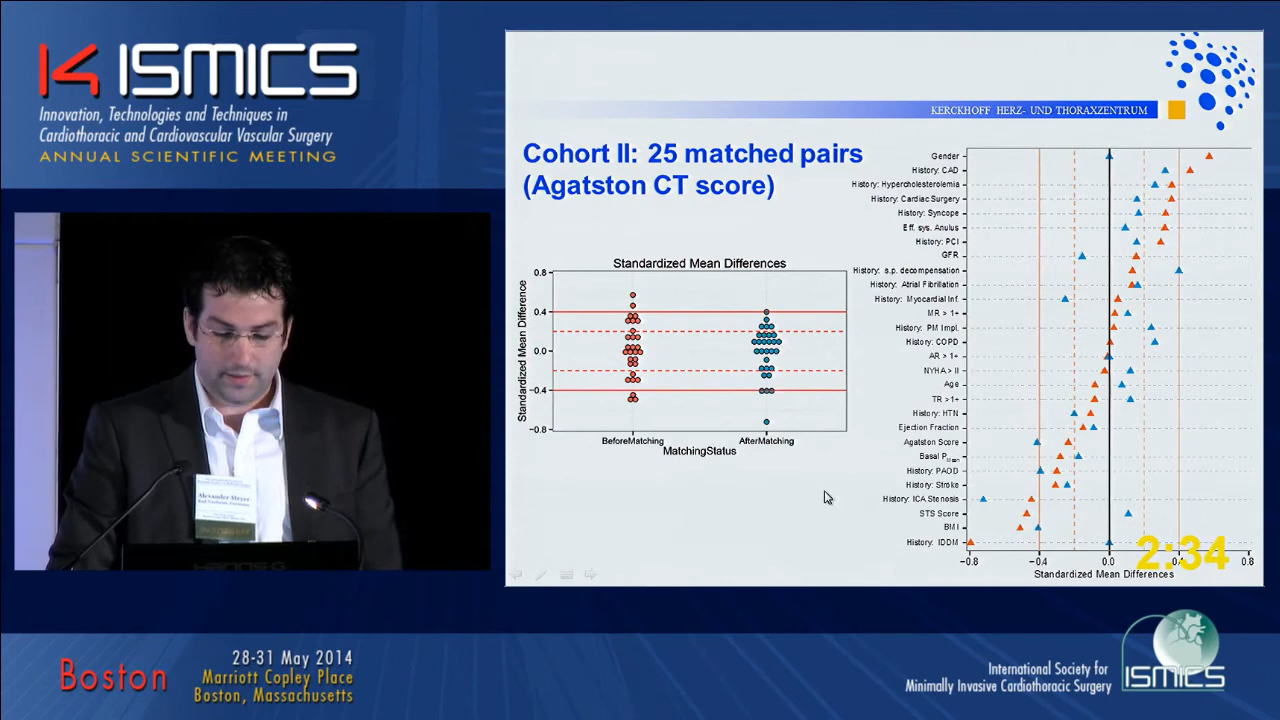 14 ISMICS
Innovation, Technologies and Techniques in
Cardiothoracic and Cardiovascular Vascular Surgery
ANNUAL SCIENTIFIC MEETING
Alexander Meyer
KERCKHOFF HERZ- UND THORAXZENTRUM
Cohort II: 25 matched pairs
(Agatston CT score)
Standardized Mean Differences
Standardized Mean Difference
0.8
0.4
0.0
−0.4
−0.8
BeforeMatching
AfterMatching
MatchingStatus
Gender
History: CAD
History: Hypercholesterolemia
History: Cardiac Surgery
History: Syncope
Eff. sys. Anulus
History: PCI
GFR
History: s.p. decompensation
History: Atrial Fibrillation
History: Myocardial Inf.
MR > 1+
History: PM Impl.
History: COPD
AR > 1+
NYHA > II
Age
TR >1+
History: HTN
Ejection Fraction
Agatston Score
Basal P
History: PAOD
History: Stroke
History: ICA Stenosis
STS Score
BMI
History: IDDM
−0.8
−0.4
0.0
0.8
Standardized Mean Differences
2:34
Boston
28-31 May 2014
Marriott Copley Place
Boston, Massachusetts
International Society for
Minimally Invasive Cardiothoracic Surgery
ISMICS